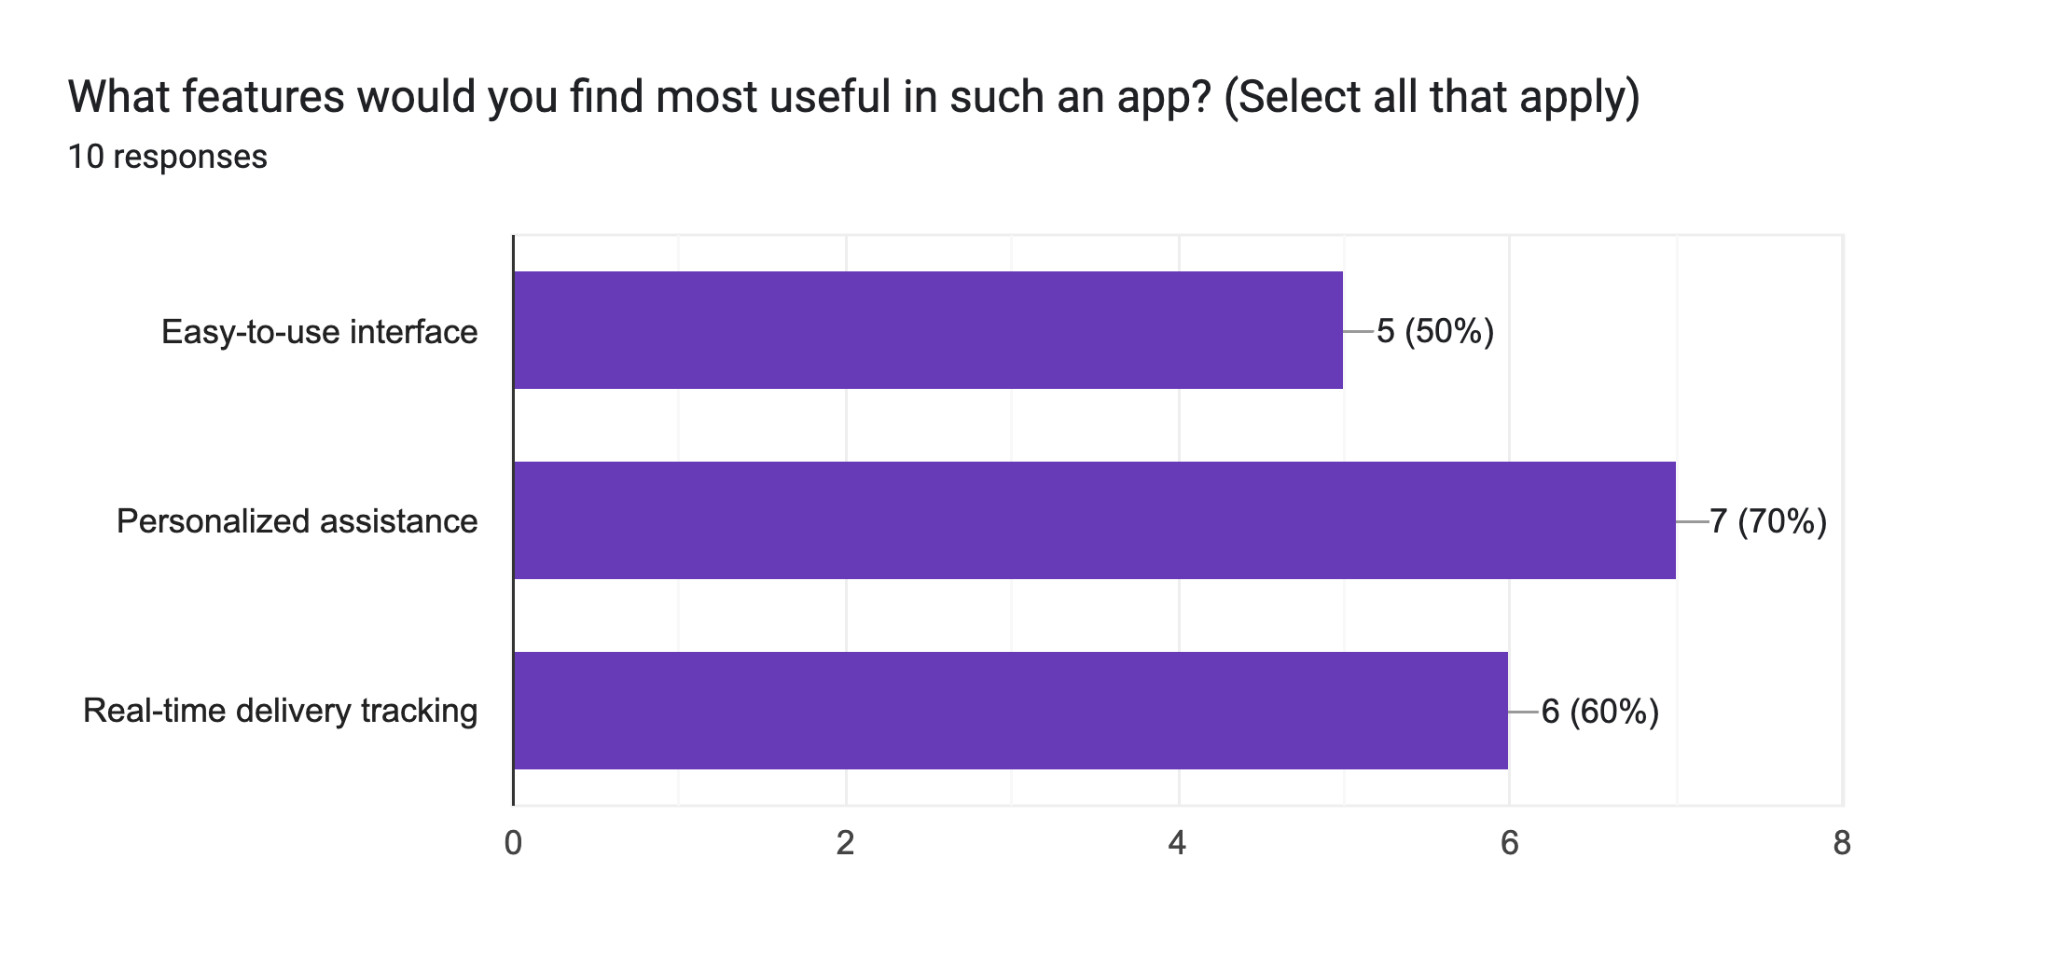 What features would you find most useful in such an app? (Select all that apply)
10 responses
Easy-to-use interface
5 (50%)
Personalized assistance
7 (70%)
Real-time delivery tracking
6 (60%)
0 2 4 6 8